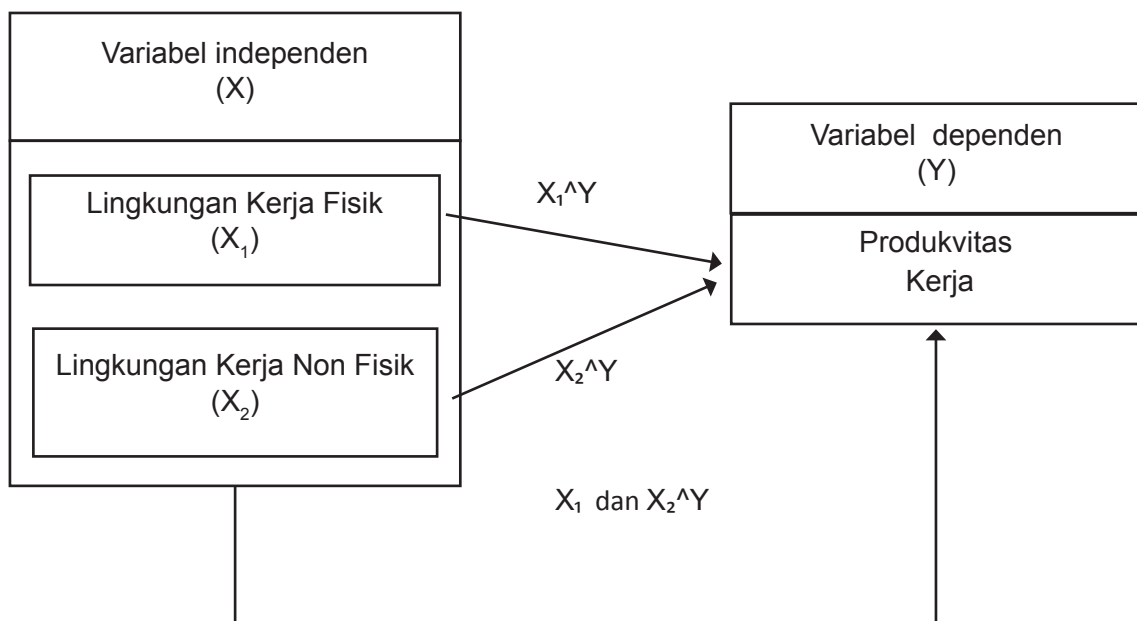 Variabel independen
(X)
Lingkungan Kerja Fisik
(X₁)
Lingkungan Kerja Non Fisik
(X₂)
X₁^Y
X₂^Y
X₁ dan X₂^Y
Variabel dependen
(Y)
Produkvitas
Kerja